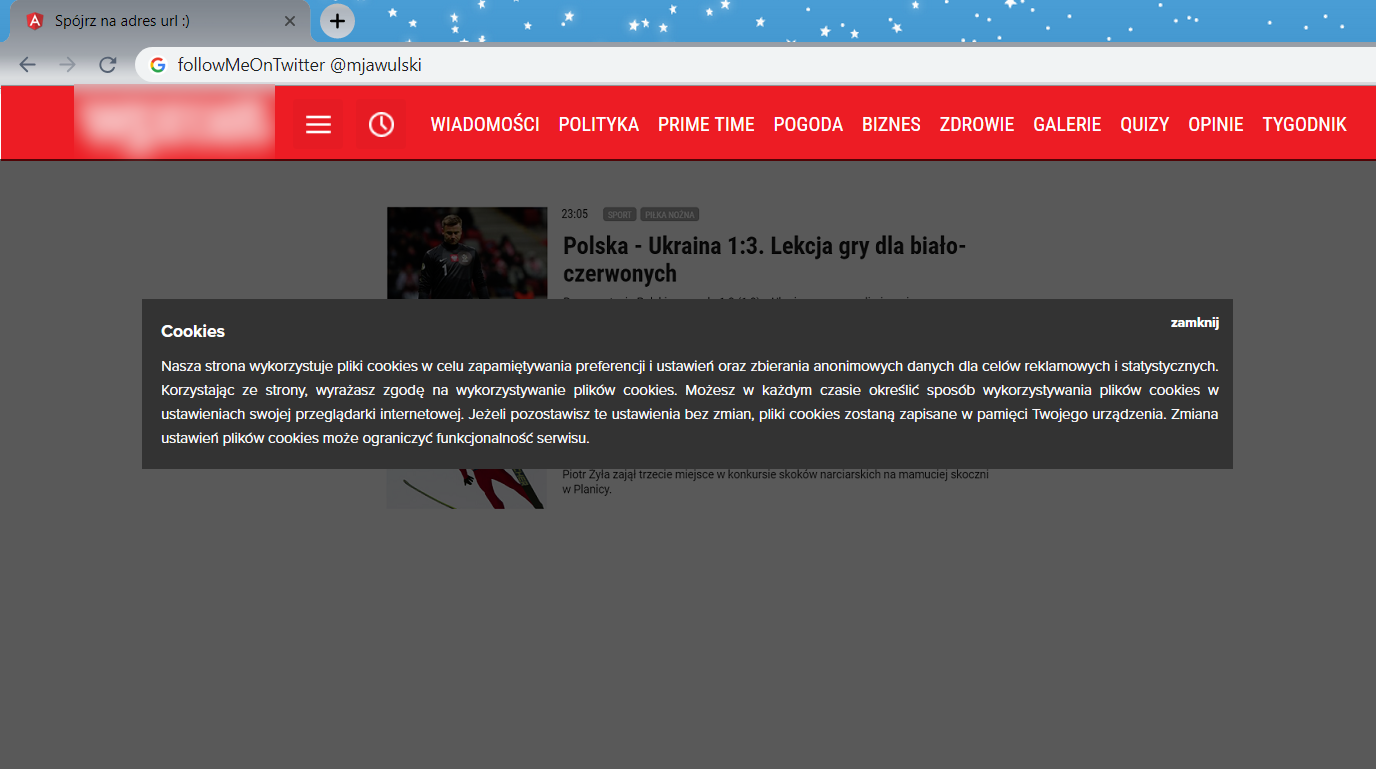 Spójrz na adres url :)
followMeOnTwitter @mjawulski
WIADOMOŚCI POLITYKA PRIME TIME POGODA BIZNES ZDROWIE GALERIE QUIZY OPINIE TYGODNIK
23:05 SPORT PIŁKA NOŻNA
Polska - Ukraina 1:3. Lekcja gry dla biało-
czerwonych
Cookies
zamknij
Nasza strona wykorzystuje pliki cookies w celu zapamiętywania preferencji i ustawień oraz zbierania anonimowych danych dla celów reklamowych i statystycznych.
Korzystając ze strony, wyrażasz zgodę na wykorzystywanie plików cookies. Możesz w każdym czasie określić sposób wykorzystywania plików cookies w
ustawieniach swojej przeglądarki internetowej. Jeżeli pozostawisz te ustawienia bez zmian, pliki cookies zostaną zapisane w pamięci Twojego urządzenia. Zmiana
ustawień plików cookies może ograniczyć funkcjonalność serwisu.
Piotr Żyła zajął trzecie miejsce w konkursie skoków narciarskich na mamuciej skoczni
w Planicy.